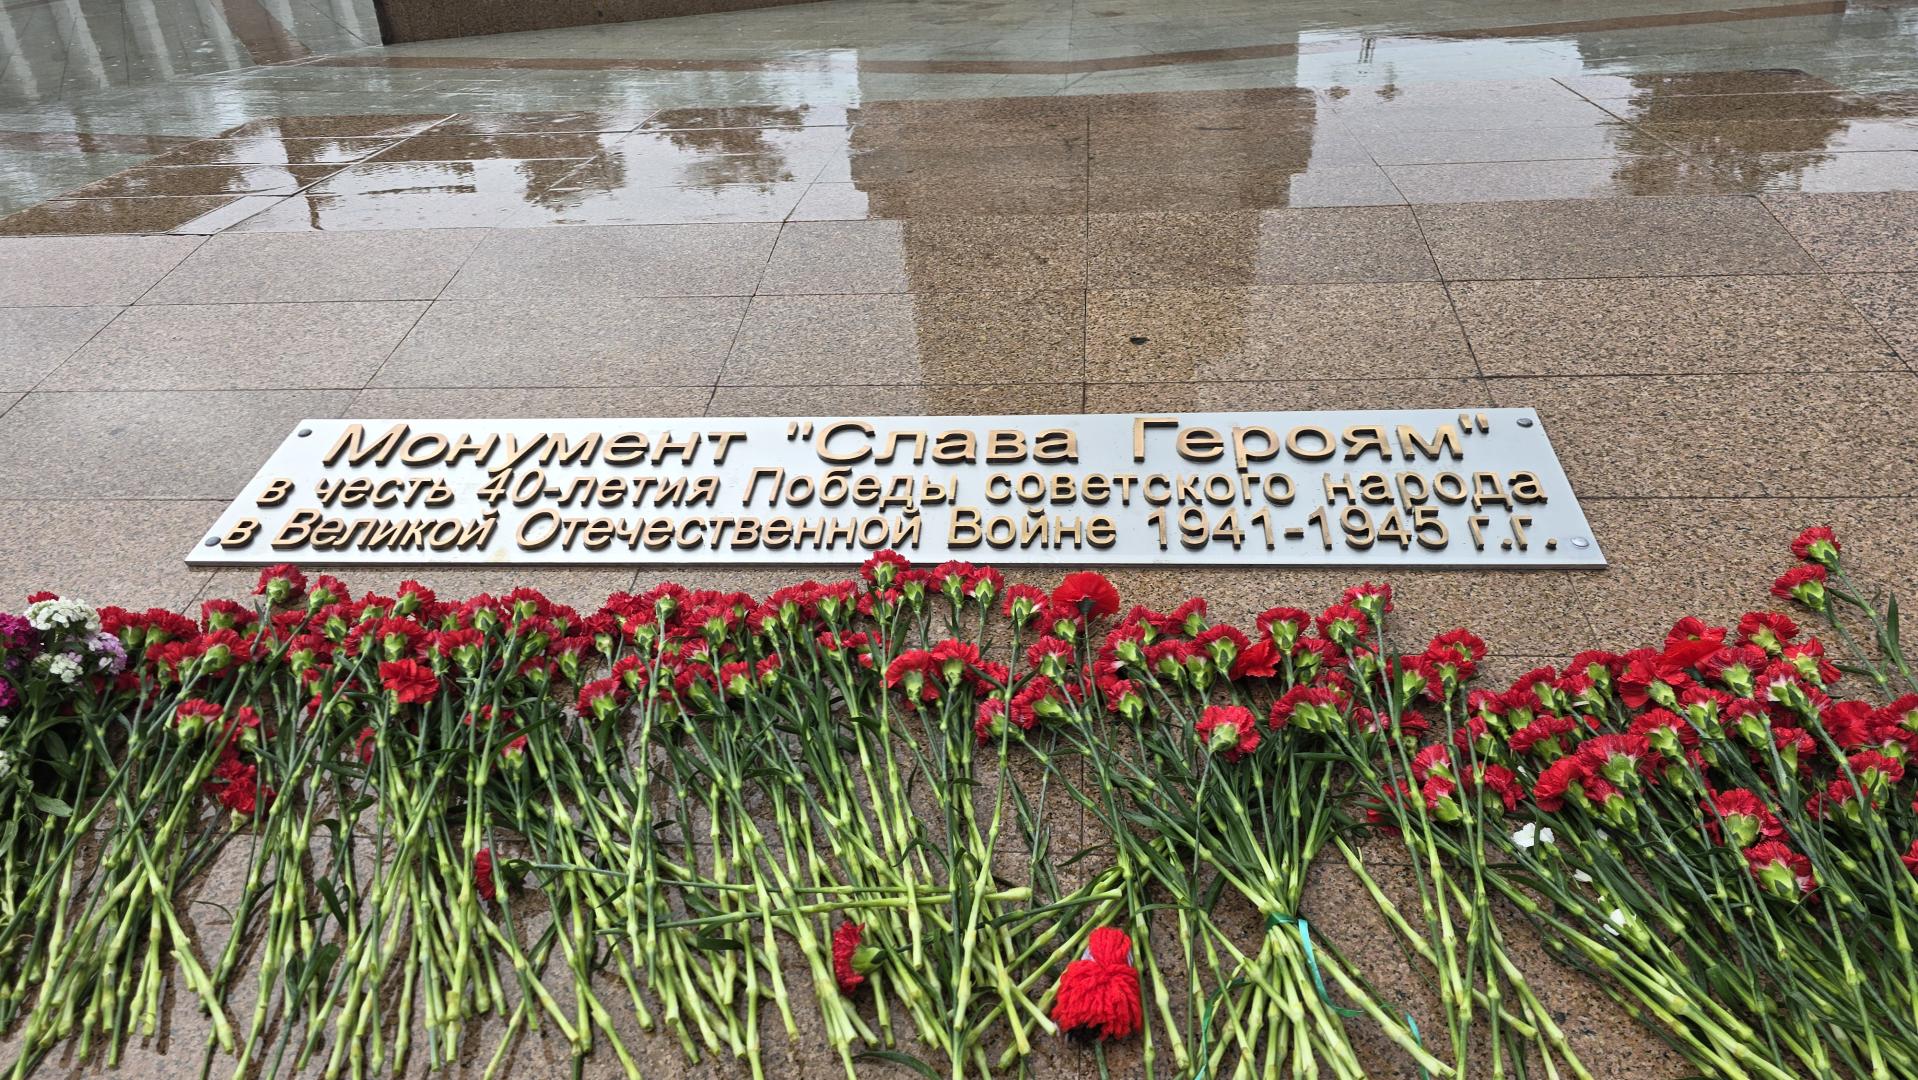 Монумент "Слава Героям"
в честь 40-летия Победы советского народа
в Великой Отечественной Войне 1941-1945 г.г.